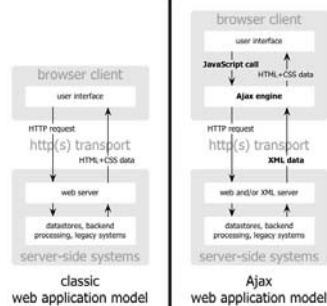 browser client
user interface
HTTP request
http(s) transport
HTML+CSS data
web server
datastores, backend
processing, legacy systems
server-side systems
classic
web application model
browser client
user interface
JavaScript call
HTML+CSS data
Ajax engine
HTTP request
http(s) transport
XML data
web and/or XML server
datastores, backend
processing, legacy systems
server-side systems
Ajax
web application model